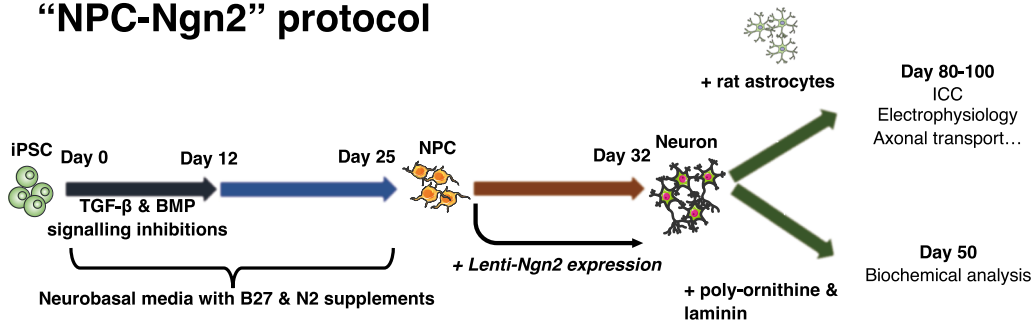 “NPC-Ngn2” protocol
+ rat astrocytes
Day 80-100
ICC
Electrophysiology
Axonal transport…
iPSC
Day 0
Day 12
Day 25
NPC
Day 32
Neuron
TGF-β & BMP
signalling inhibitions
+ Lenti-Ngn2 expression
Neurobasal media with B27 & N2 supplements
+ poly-ornithine &
laminin
Day 50
Biochemical analysis